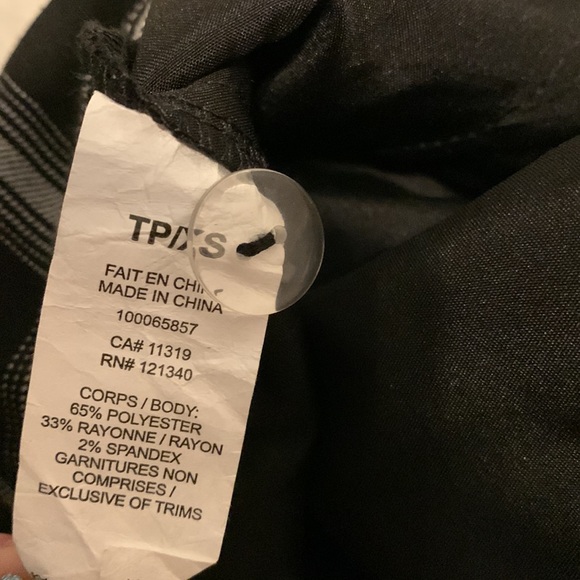 TP/XS
FAIT EN CHINE
MADE IN CHINA
100065857
CA# 11319
RN# 121340
CORPS / BODY:
65% POLYESTER
33% RAYONNE / RAYON
2% SPANDEX
GARNITURES NON
COMPRISES /
EXCLUSIVE OF TRIMS